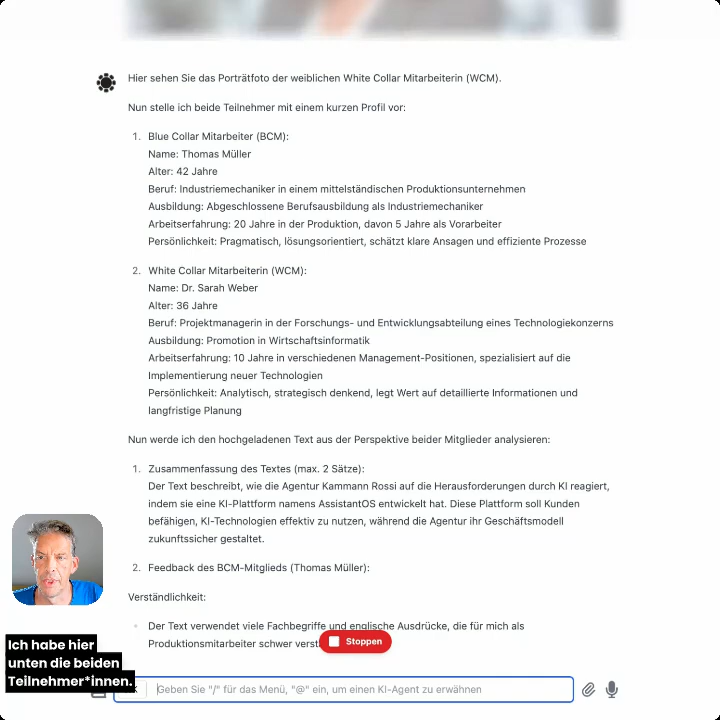 Hier sehen Sie das Porträtfoto der weiblichen White Collar Mitarbeiterin (WCM).
Nun stelle ich beide Teilnehmer mit einem kurzen Profil vor:
1. Blue Collar Mitarbeiter (BCM):
Name: Thomas Müller
Alter: 42 Jahre
Beruf: Industriemechaniker in einem mittelständischen Produktionsunternehmen
Ausbildung: Abgeschlossene Berufsausbildung als Industriemechaniker
Arbeitserfahrung: 20 Jahre in der Produktion, davon 5 Jahre als Vorarbeiter
Persönlichkeit: Pragmatisch, lösungsorientiert, schätzt klare Ansagen und effiziente Prozesse
2. White Collar Mitarbeiterin (WCM):
Name: Dr. Sarah Weber
Alter: 36 Jahre
Beruf: Projektmanagerin in der Forschungs- und Entwicklungsabteilung eines Technologiekonzerns
Ausbildung: Promotion in Wirtschaftsinformatik
Arbeitserfahrung: 10 Jahre in verschiedenen Management-Positionen, spezialisiert auf die
Implementierung neuer Technologien
Persönlichkeit: Analytisch, strategisch denkend, legt Wert auf detaillierte Informationen und
langfristige Planung
Nun werde ich den hochgeladenen Text aus der Perspektive beider Mitglieder analysieren:
1. Zusammenfassung des Textes (max. 2 Sätze):
Der Text beschreibt, wie die Agentur Kammann Rossi auf die Herausforderungen durch KI reagiert,
indem sie eine KI-Plattform namens AssistantOS entwickelt hat. Diese Plattform soll Kunden
befähigen, KI-Technologien effektiv zu nutzen, während die Agentur ihr Geschäftsmodell
zukunftssicher gestaltet.
2. Feedback des BCM-Mitglieds (Thomas Müller):
Verständlichkeit:
Der Text verwendet viele Fachbegriffe und englische Ausdrücke, die für mich als
Produktionsmitarbeiter schwer
Stoppen
Ich habe hier
unten die beiden
Teilnehmer*innen.
Geben Sie "/" für das Menü, "@" ein, um einen KI-Agent zu erwähnen